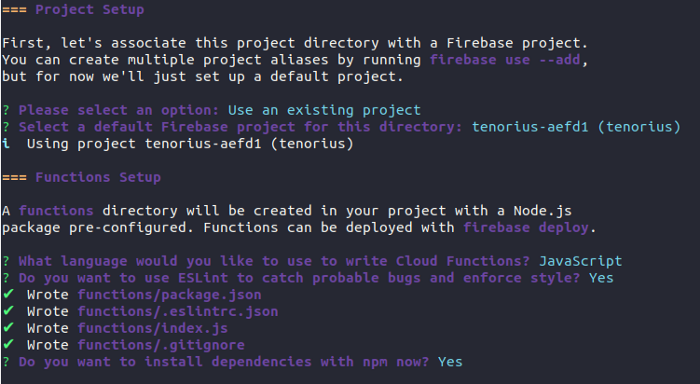 === Project Setup
First, let's associate this project directory with a Firebase project.
You can create multiple project aliases by running firebase use --add,
but for now we'll just set up a default project.
? Please select an option: Use an existing project
? Select a default Firebase project for this directory: tenorius-aefd1 (tenorius)
i  Using project tenorius-aefd1 (tenorius)
=== Functions Setup
A functions directory will be created in your project with a Node.js
package pre-configured. Functions can be deployed with firebase deploy.
? What language would you like to use to write Cloud Functions? JavaScript
? Do you want to use ESLint to catch probable bugs and enforce style? Yes
✔  Wrote functions/package.json
✔  Wrote functions/.eslintrc.json
✔  Wrote functions/index.js
✔  Wrote functions/.gitignore
? Do you want to install dependencies with npm now? Yes